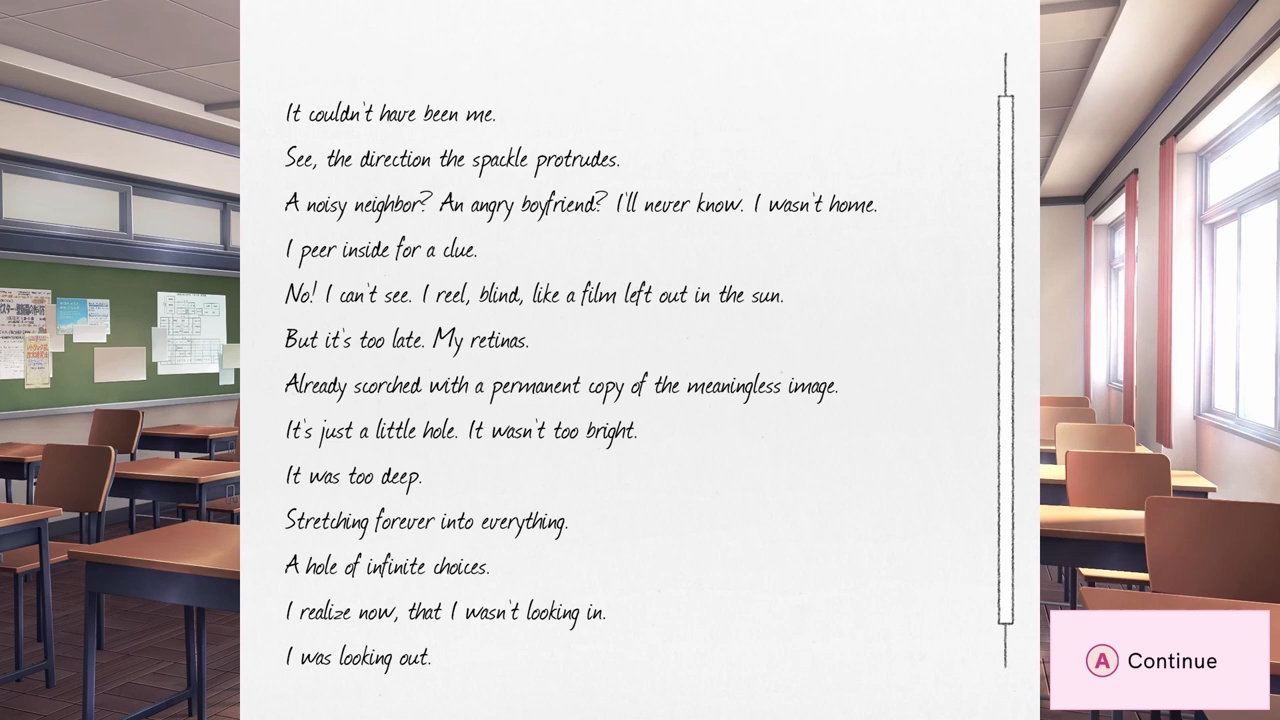 It couldn't have been me.
See, the direction the spackle protrudes.
A noisy neighbor? An angry boyfriend? I'll never know. I wasn't home.
I peer inside for a clue.
No! I can't see. I reel, blind, like a film left out in the sun.
But it's too late. My retinas.
Already scorched with a permanent copy of the meaningless image.
It's just a little hole. It wasn't too bright.
It was too deep.
Stretching forever into everything.
A hole of infinite choices.
I realize now, that I wasn't looking in.
I was looking out.
A Continue